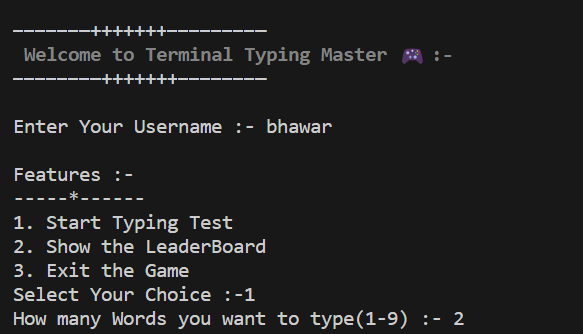 ───────+++++++─────────
Welcome to Terminal Typing Master 🎮 :-
────────+++++++────────
Enter Your Username :- bhawar
Features :-
-----*------
1. Start Typing Test
2. Show the LeaderBoard
3. Exit the Game
Select Your Choice :-1
How many Words you want to type(1-9) :- 2